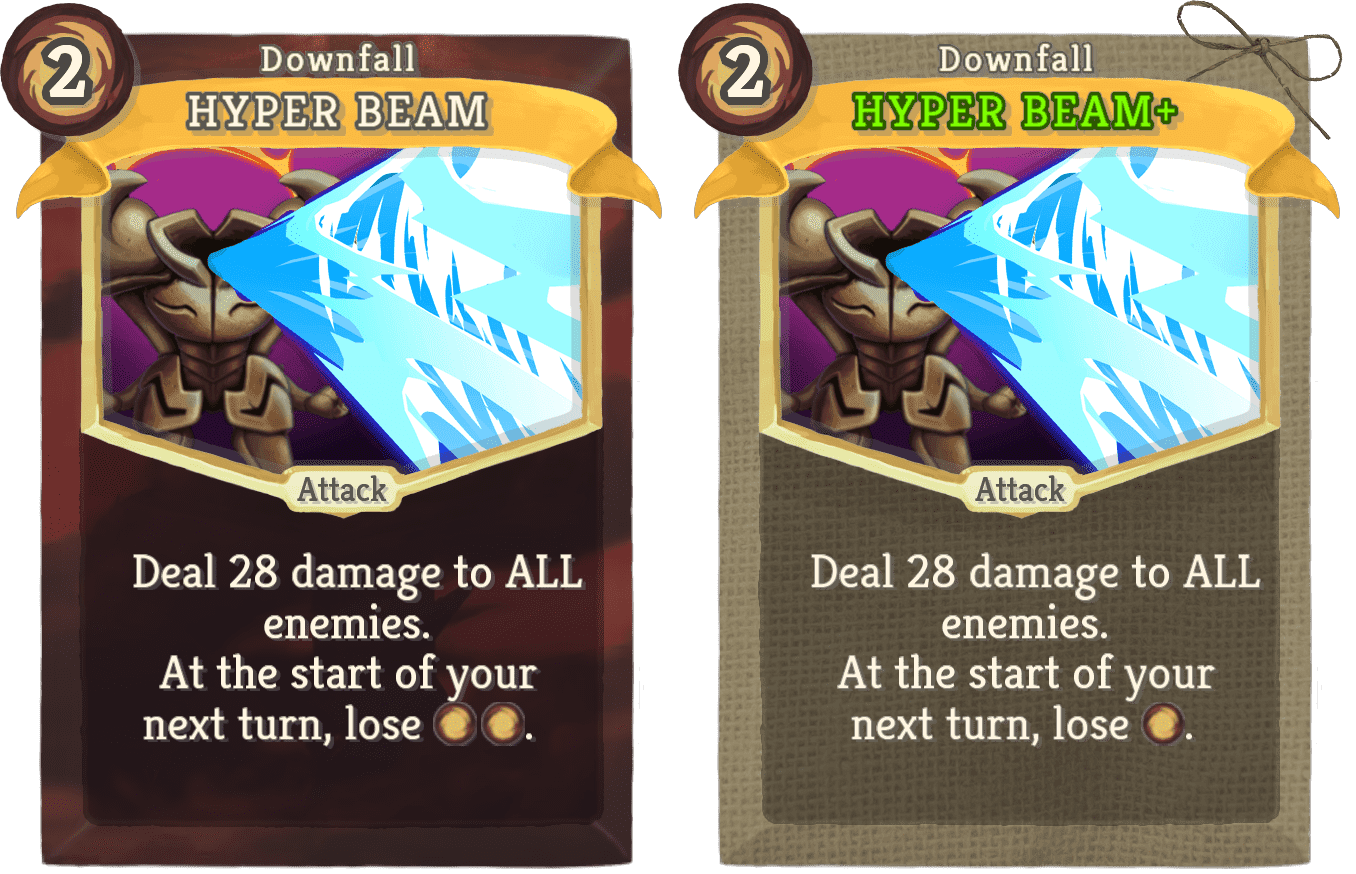 2
Downfall
HYPER BEAM
Attack
Deal 28 damage to ALL
enemies.
At the start of your
next turn, lose .
2
Downfall
HYPER BEAM+
Attack
Deal 28 damage to ALL
enemies.
At the start of your
next turn, lose .